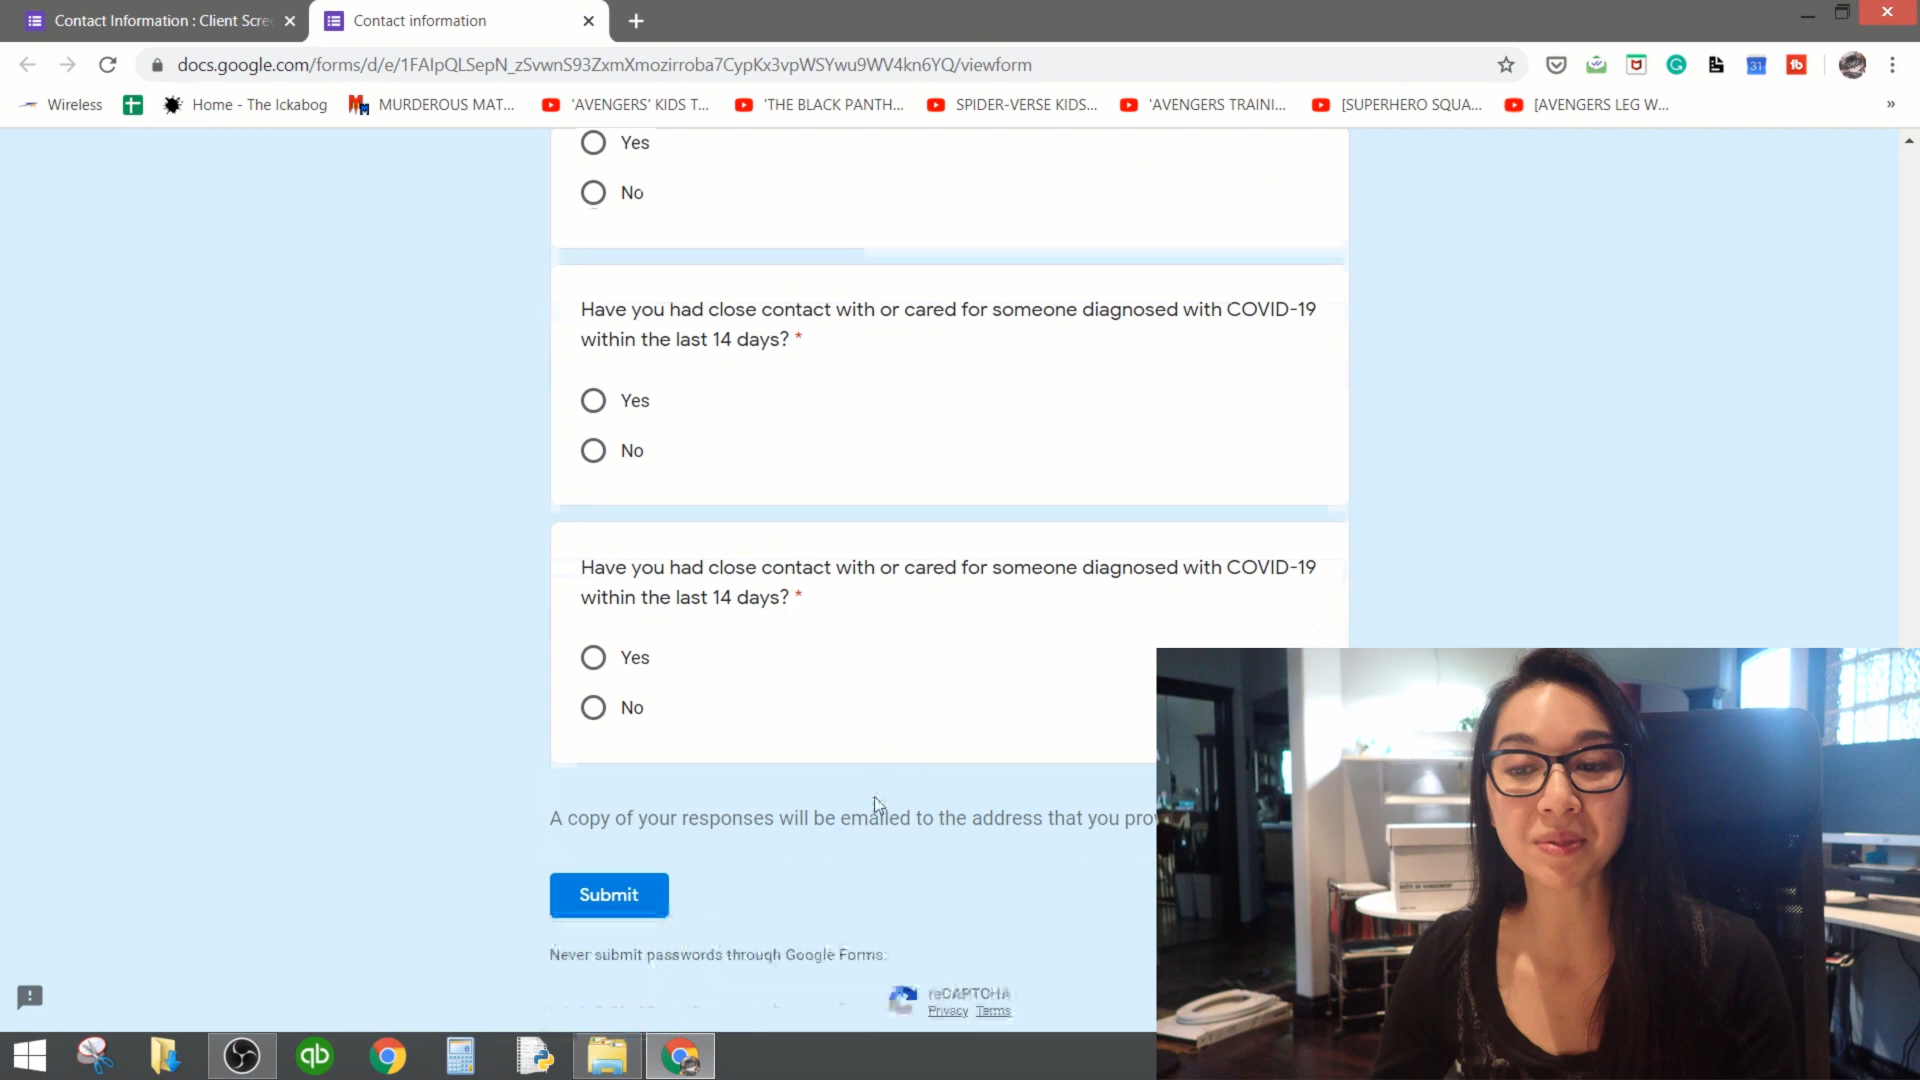 Contact Information : Client Scre
Contact information
docs.google.com/forms/d/e/1FAIpQLSepN_zSvwnS93ZxmXmozirroba7CypKx3vpWSYwu9WV4kn6YQ/viewform
31
Wireless
Home - The Ickabog
MURDEROUS MAT...
'AVENGERS' KIDS T...
'THE BLACK PANTH...
SPIDER-VERSE KIDS...
'AVENGERS TRAINI...
[SUPERHERO SQUA...
[AVENGERS LEG W...
»
Yes
No
Have you had close contact with or cared for someone diagnosed with COVID-19
within the last 14 days? *
Yes
No
Have you had close contact with or cared for someone diagnosed with COVID-19
within the last 14 days? *
Yes
No
A copy of your responses will be emailed to the address that you prov
Submit
Never submit passwords through Google Forms.
reCAPTCHA
Privacy Terms
qb